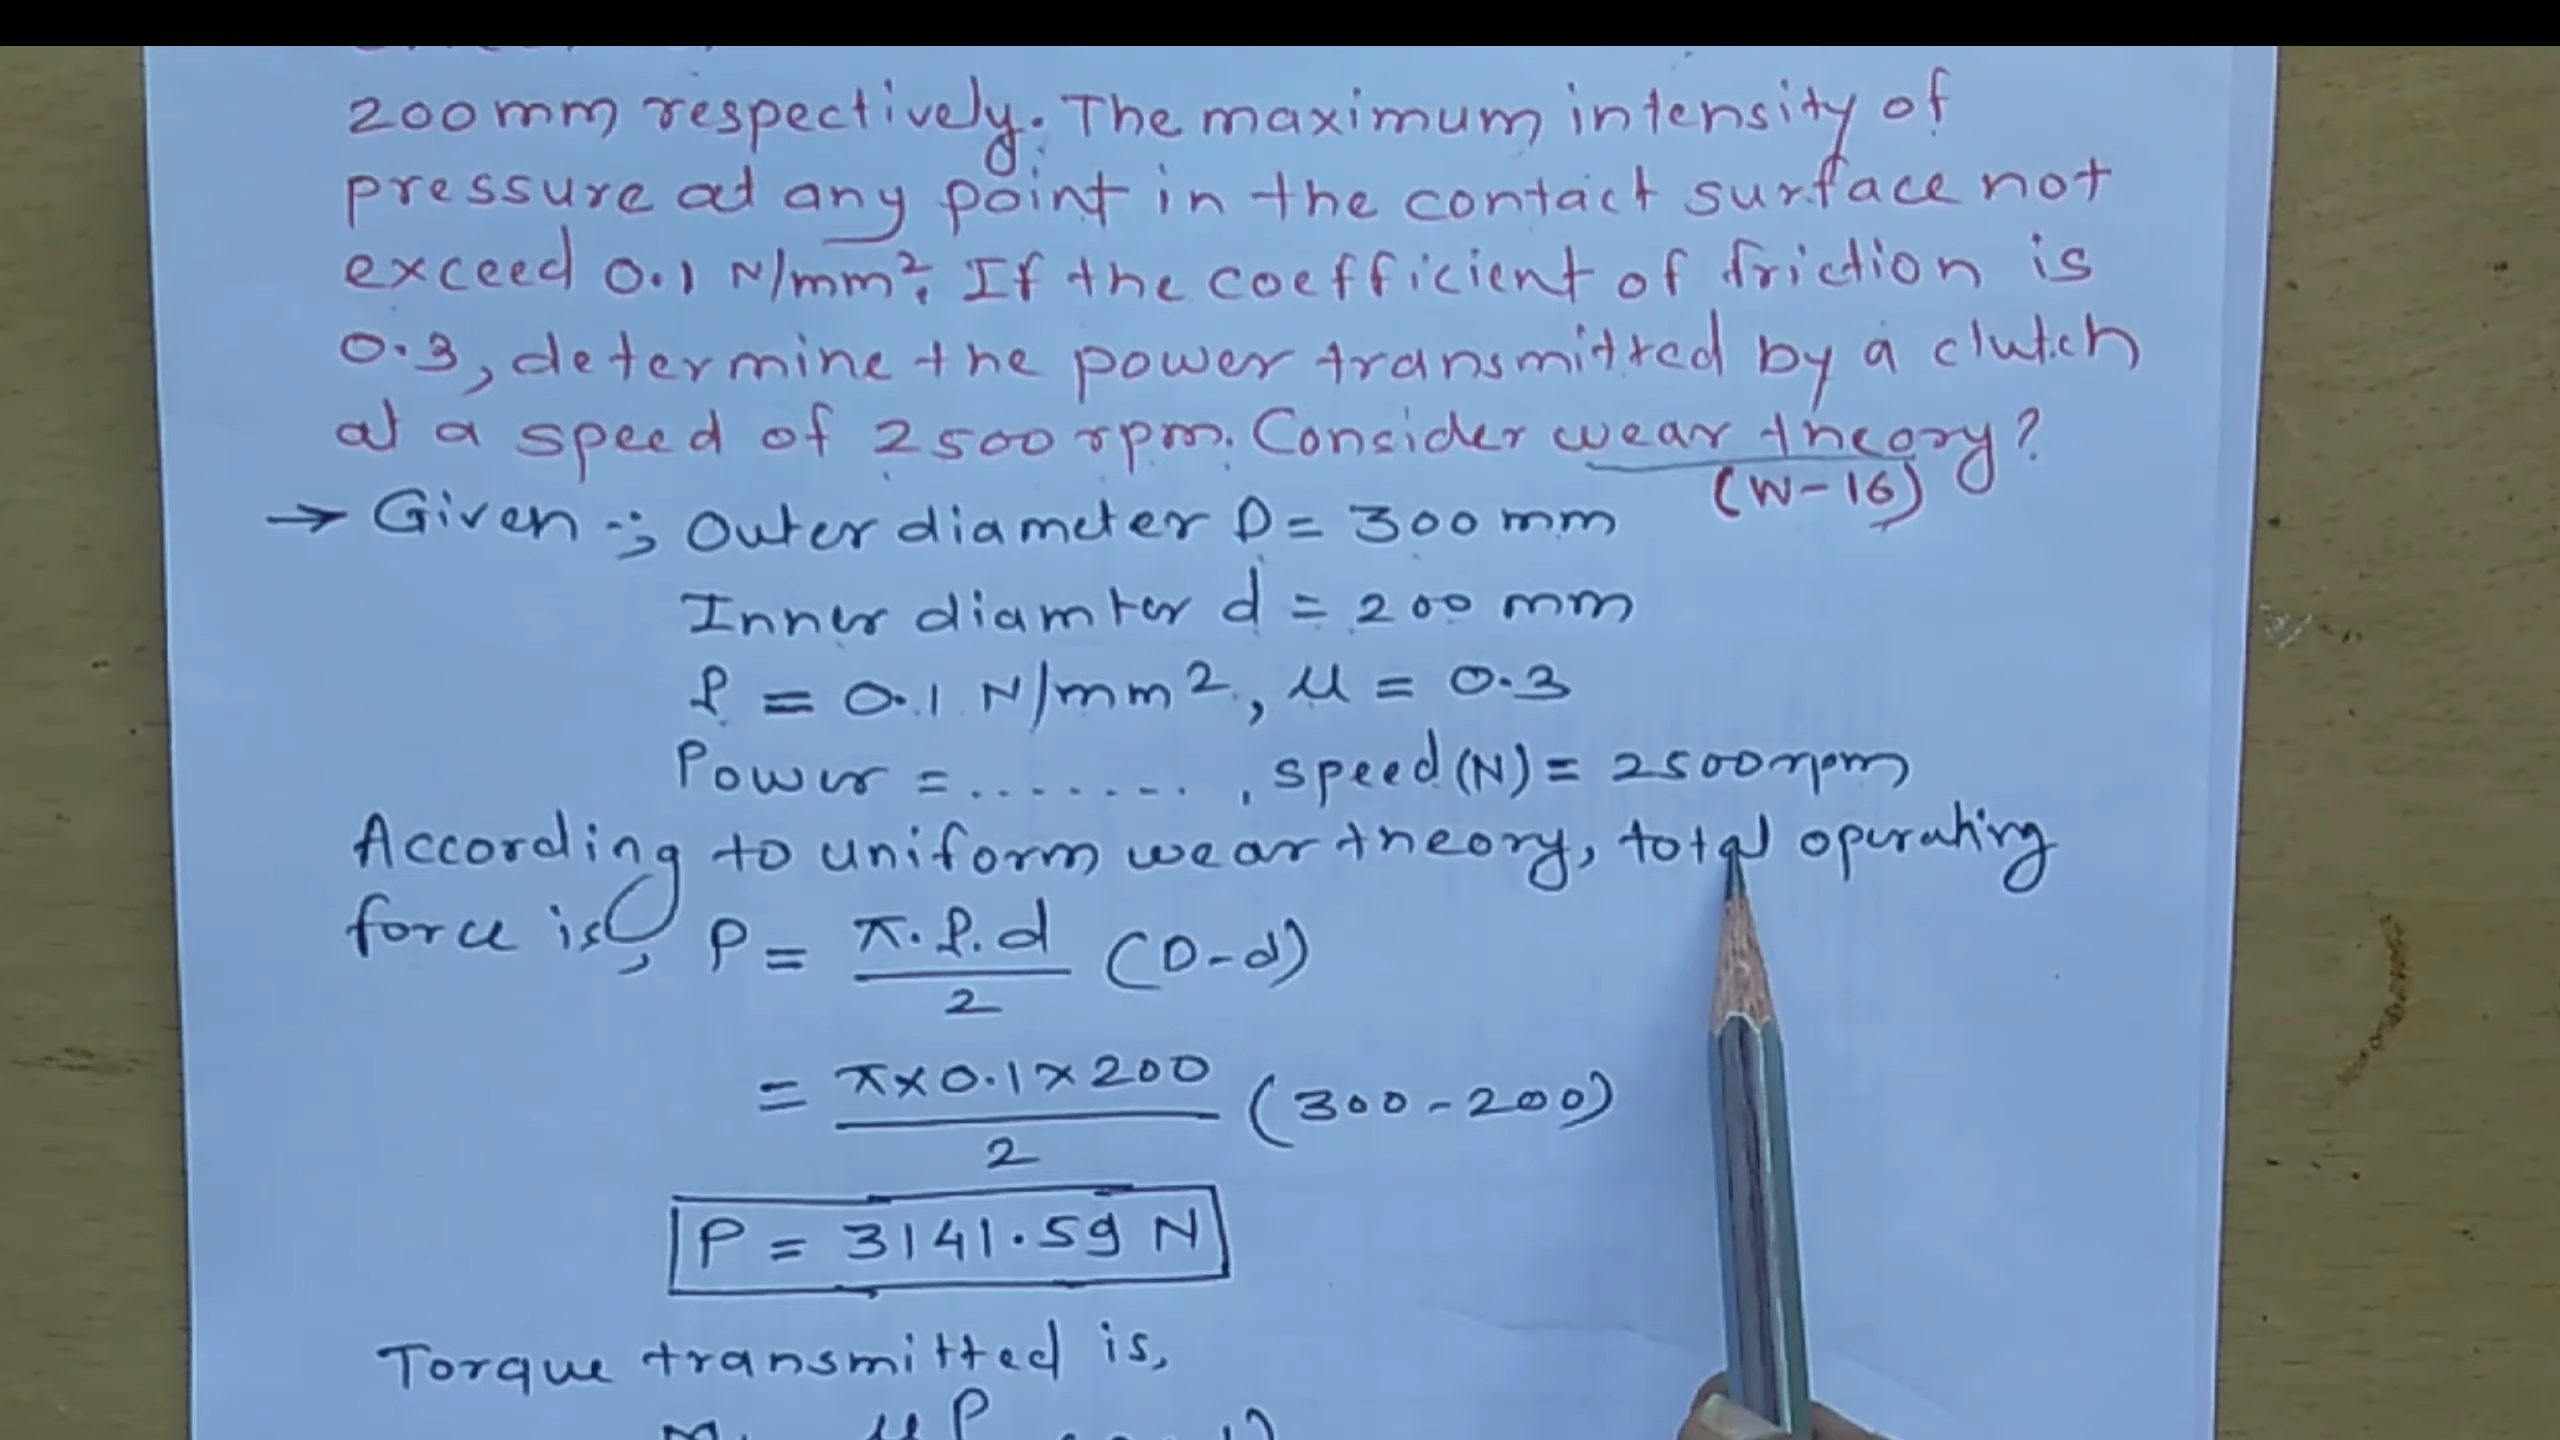 200mm respectively. The maximum intensity of
pressure at any point in the contact surface not
exceed 0.1 N/mm². If the coefficient of friction is
0.3, determine the power transmitted by a clutch
at a speed of 2500 rpm. Consider wear theory?
(W-16)
→ Given :- Outer diameter D = 300 mm
Inner diamter d = 200 mm
P = 0.1 N/mm², μ = 0.3
Power = ........, speed (N) = 2500rpm
According to uniform wear theory, total operating
force is, P = π.P.d/2 (D-d)
= π×0.1×200/2 (300-200)
P = 3141.59 N
Torque transmitted is,
μP